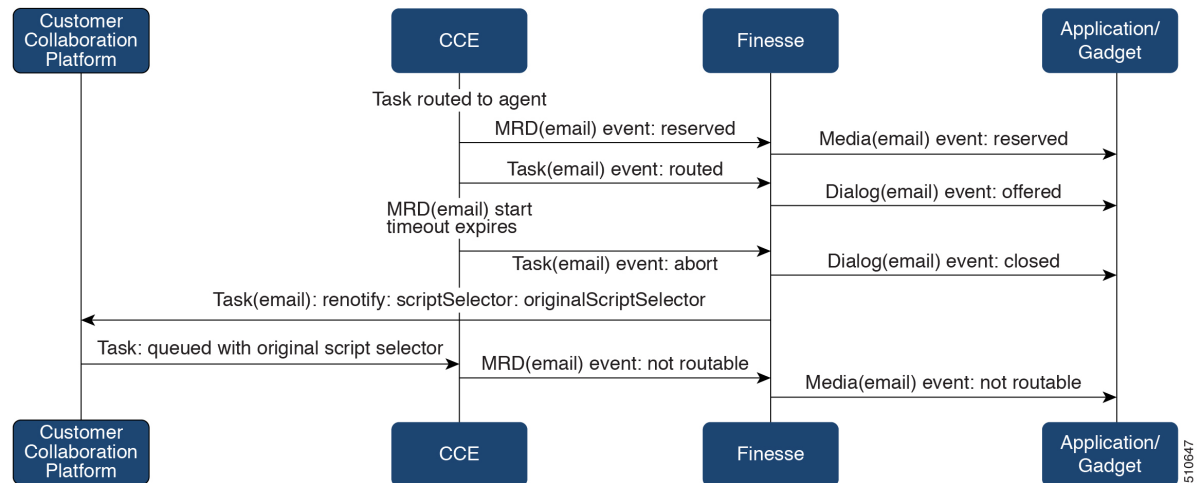 Customer
Collaboration
Platform
CCE
Finesse
Application/
Gadget
Task routed to agent
MRD(email) event: reserved
Media(email) event: reserved
Task(email) event: routed
Dialog(email) event: offered
MRD(email) start
timeout expires
Task(email) event: abort
Dialog(email) event: closed
Task(email): renotify: scriptSelector: originalScriptSelector
Task: queued with original script selector
MRD(email) event: not routable
Media(email) event: not routable
Customer
Collaboration
Platform
CCE
Finesse
Application/
Gadget
510647